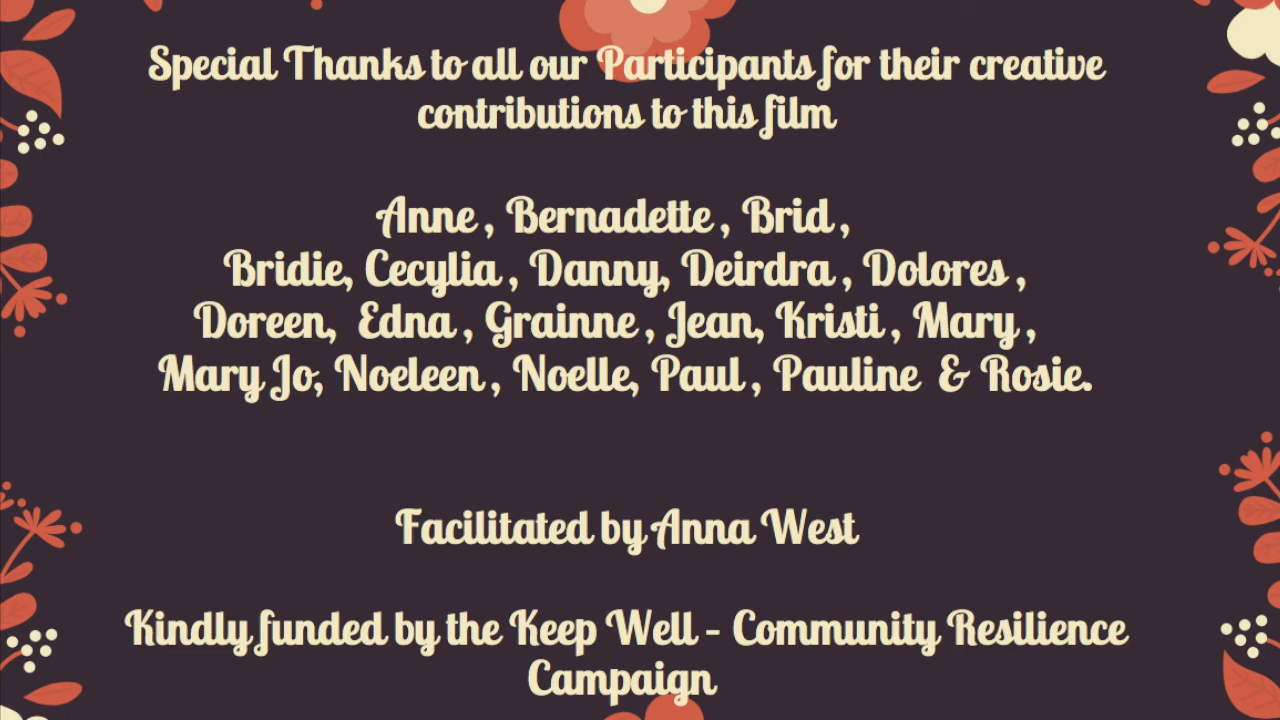 Special Thanks to all our Participants for their creative
contributions to this film
Anne , Bernadette , Brid ,
Bridie, Cecylia , Danny, Deirdra , Dolores ,
Doreen, Edna , Grainne , Jean, Kristi , Mary ,
Mary Jo, Noeleen , Noelle, Paul , Pauline & Rosie.
Facilitated by Anna West
Kindly funded by the Keep Well - Community Resilience
Campaign